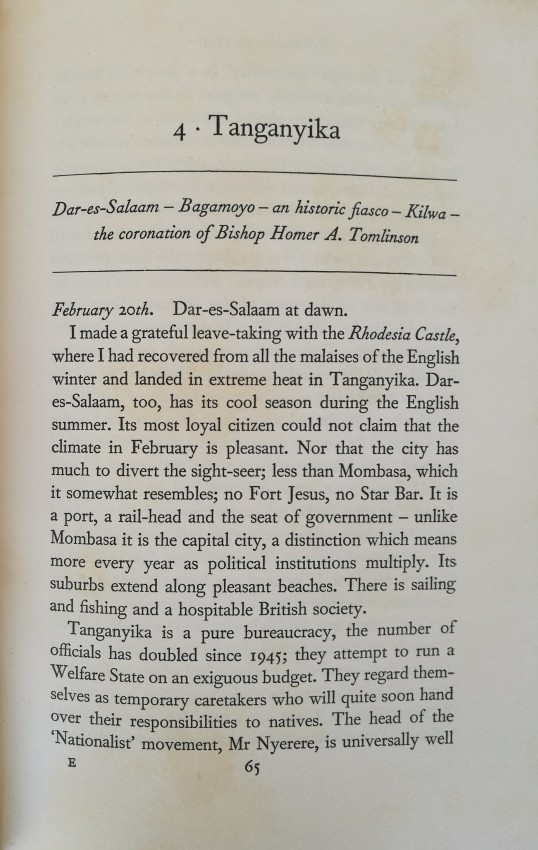 4 · Tanganyika
Dar-es-Salaam – Bagamoyo – an historic fiasco – Kilwa –
the coronation of Bishop Homer A. Tomlinson
February 20th. Dar-es-Salaam at dawn.
I made a grateful leave-taking with the Rhodesia Castle,
where I had recovered from all the malaises of the English
winter and landed in extreme heat in Tanganyika. Dar-
es-Salaam, too, has its cool season during the English
summer. Its most loyal citizen could not claim that the
climate in February is pleasant. Nor that the city has
much to divert the sight-seer; less than Mombasa, which
it somewhat resembles; no Fort Jesus, no Star Bar. It is
a port, a rail-head and the seat of government – unlike
Mombasa it is the capital city, a distinction which means
more every year as political institutions multiply. Its
suburbs extend along pleasant beaches. There is sailing
and fishing and a hospitable British society.
Tanganyika is a pure bureaucracy, the number of
officials has doubled since 1945; they attempt to run a
Welfare State on an exiguous budget. They regard them-
selves as temporary caretakers who will quite soon hand
over their responsibilities to natives. The head of the
‘Nationalist’ movement, Mr Nyerere, is universally well
E
65